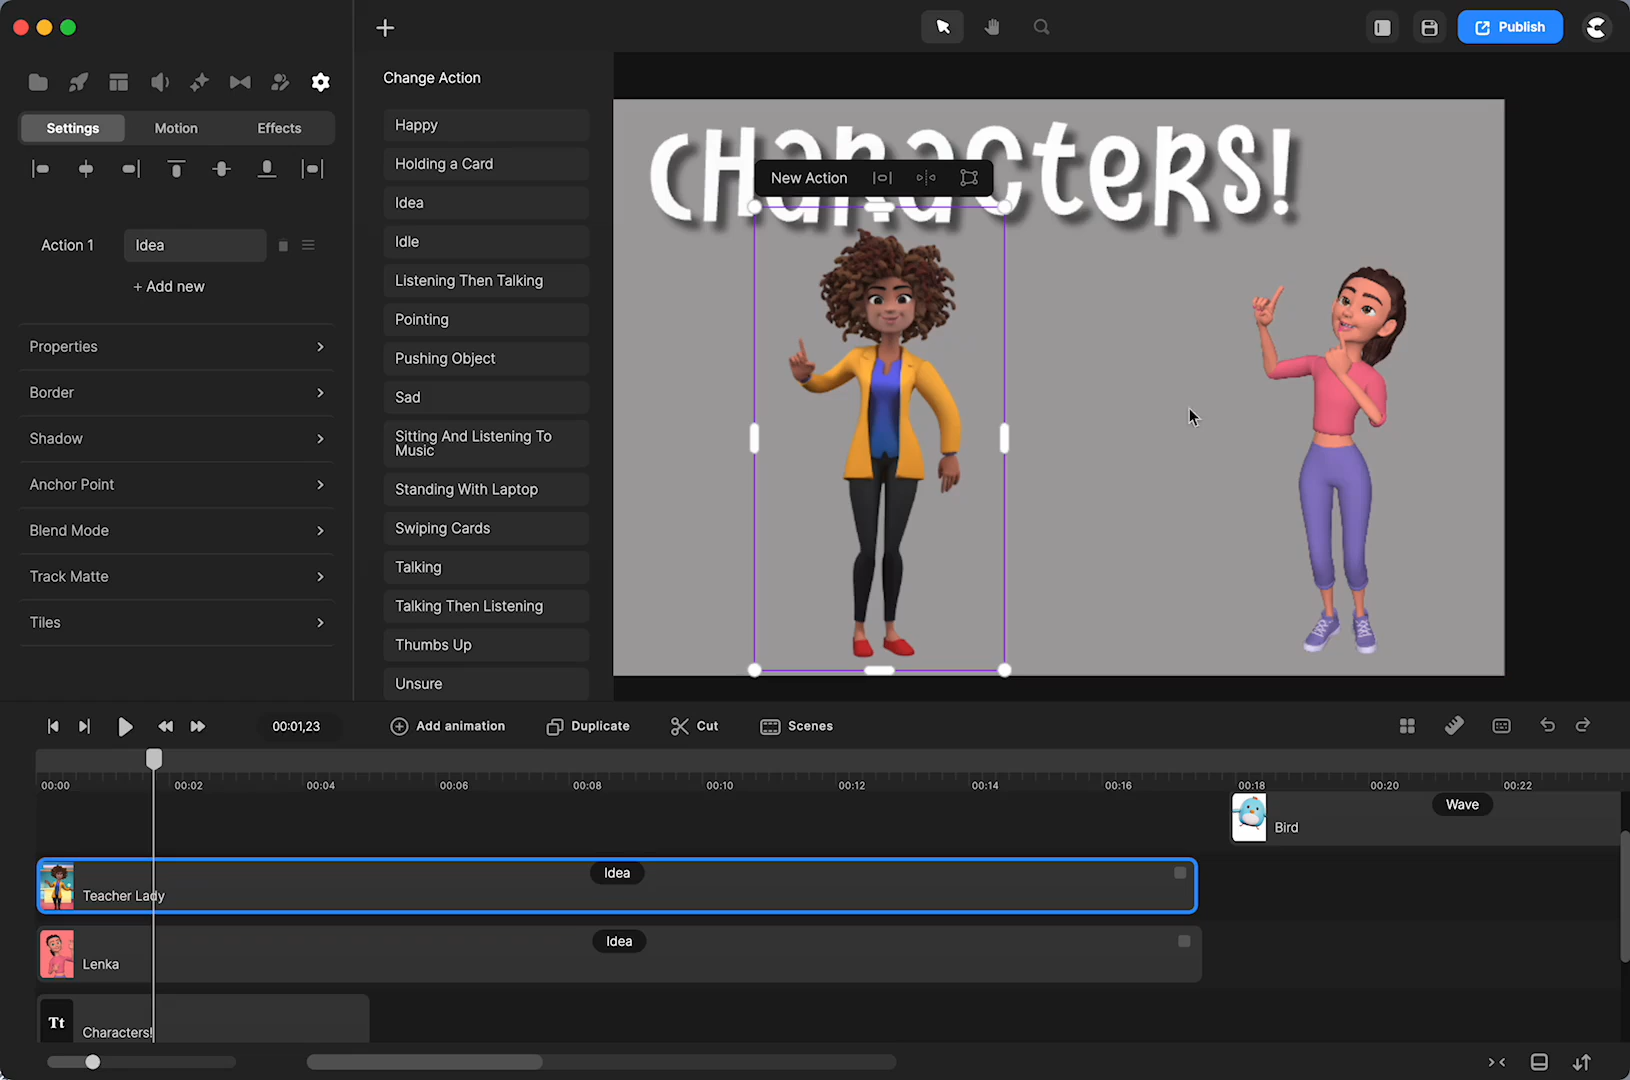 Publish
Settings
Motion
Effects
Action 1
Idea
+ Add new
Properties
Border
Shadow
Anchor Point
Blend Mode
Track Matte
Tiles
Change Action
Happy
Holding a Card
Idea
Idle
Listening Then Talking
Pointing
Pushing Object
Sad
Sitting And Listening To
Music
Standing With Laptop
Swiping Cards
Talking
Talking Then Listening
Thumbs Up
Unsure
CHaRaCteRS!
New Action
00:01,23
Add animation
Duplicate
Cut
Scenes
00:00
00:02
00:04
00:06
00:08
00:10
00:12
00:14
00:16
00:18
00:20
00:22
Wave
Bird
Idea
Teacher Lady
Idea
Lenka
Tt
Characters!